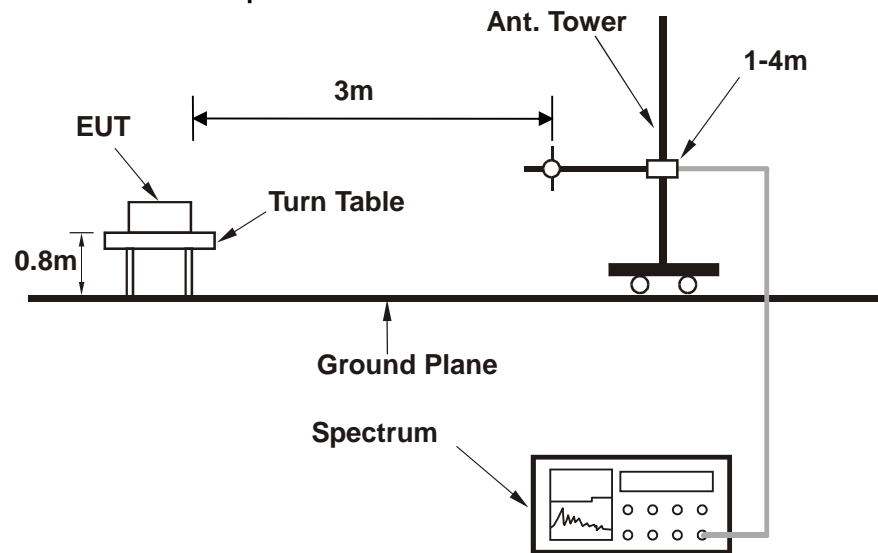 Ant. Tower
1-4m
3m
EUT
Turn Table
0.8m
Ground Plane
Spectrum